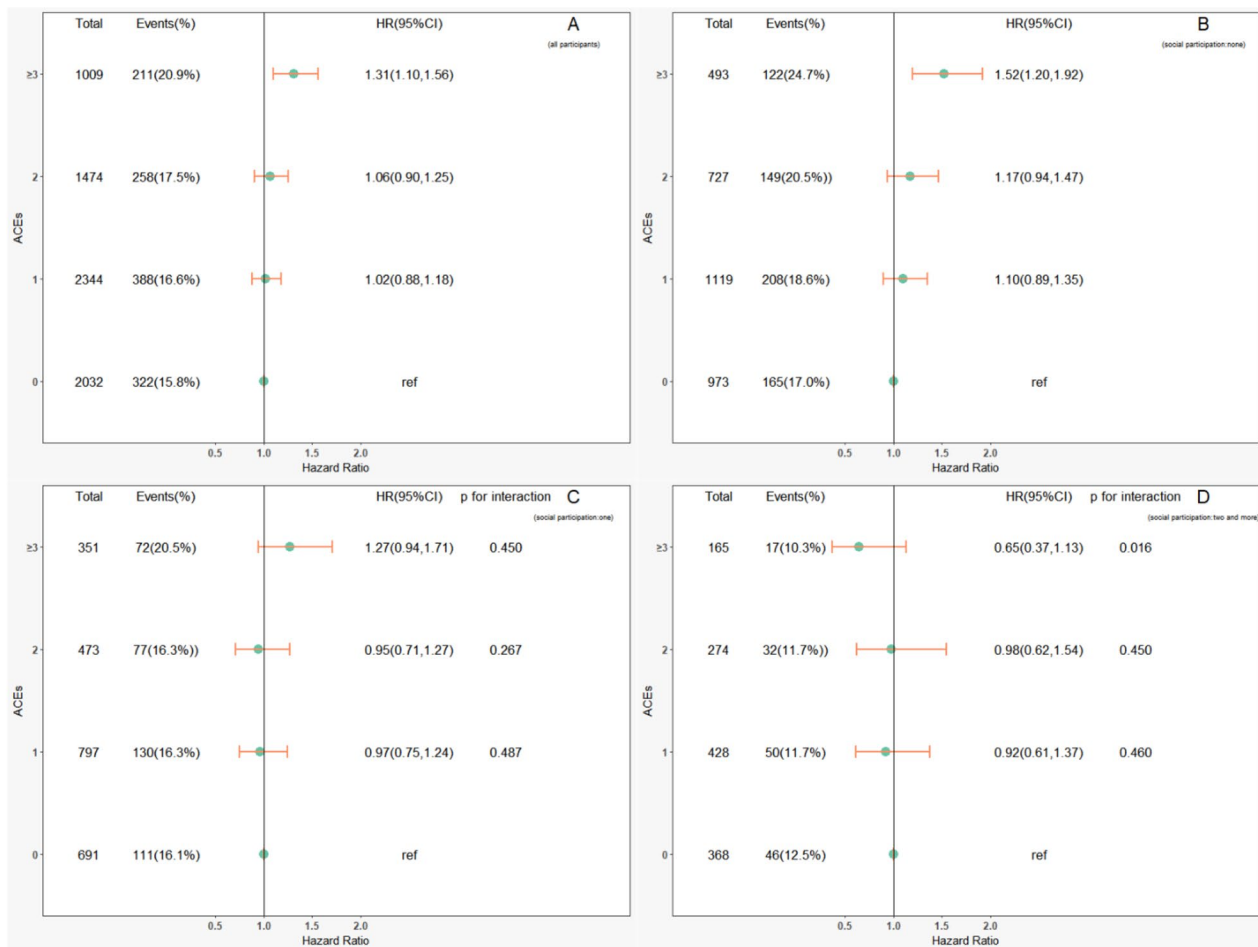 Total Events(%) HR(95%CI) A
(all participants)
≥3 1009 211(20.9%) 1.31(1.10,1.56)
2 1474 258(17.5%) 1.06(0.90,1.25)
ACEs
1 2344 388(16.6%) 1.02(0.88,1.18)
0 2032 322(15.8%) ref
0.5 1.0 1.5 2.0
Hazard Ratio
Total Events(%) HR(95%CI) B
(social participation:none)
≥3 493 122(24.7%) 1.52(1.20,1.92)
2 727 149(20.5%)) 1.17(0.94,1.47)
ACEs
1 1119 208(18.6%) 1.10(0.89,1.35)
0 973 165(17.0%) ref
0.5 1.0 1.5 2.0
Hazard Ratio
Total Events(%) HR(95%CI) p for interaction C
(social participation:one)
≥3 351 72(20.5%) 1.27(0.94,1.71) 0.450
2 473 77(16.3%)) 0.95(0.71,1.27) 0.267
ACEs
1 797 130(16.3%) 0.97(0.75,1.24) 0.487
0 691 111(16.1%) ref
0.5 1.0 1.5 2.0
Hazard Ratio
Total Events(%) HR(95%CI) p for interaction D
(social participation:two and more)
≥3 165 17(10.3%) 0.65(0.37,1.13) 0.016
2 274 32(11.7%)) 0.98(0.62,1.54) 0.450
ACEs
1 428 50(11.7%) 0.92(0.61,1.37) 0.460
0 368 46(12.5%) ref
0.5 1.0 1.5 2.0
Hazard Ratio